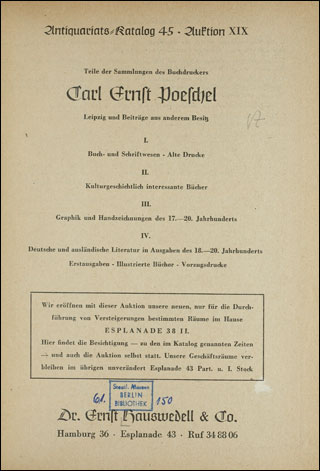 Antiquariats-Katalog 45 - Auktion XIX
Teile der Sammlungen des Buchdruckers
Carl Ernst Poeschel
Leipzig und Beiträge aus anderem Besitz
I.
Buch- und Schriftwesen - Alte Drucke
II.
Kulturgeschichtlich interessante Bücher
III.
Graphik und Handzeichnungen des 17.—20. Jahrhunderts
IV.
Deutsche und ausländische Literatur in Ausgaben des 18.—20. Jahrhunderts
Erstausgaben - Illustrierte Bücher - Vorzugsdrucke
Wir eröffnen mit dieser Auktion unsere neuen, nur für die Durch-
führung von Versteigerungen bestimmten Räume im Hause
ESPLANADE 38 II.
Hier findet die Besichtigung — zu den im Katalog genannten Zeiten
— und auch die Auktion selbst statt. Unsere Geschäftsräume ver-
bleiben im übrigen unverändert Esplanade 43 Part. u. I. Stock
Staatl. Museen
BERLIN
BIBLIOTHEK
61. 150
Dr. Ernst Hauswedell & Co.
Hamburg 36 - Esplanade 43 - Ruf 34 88 06